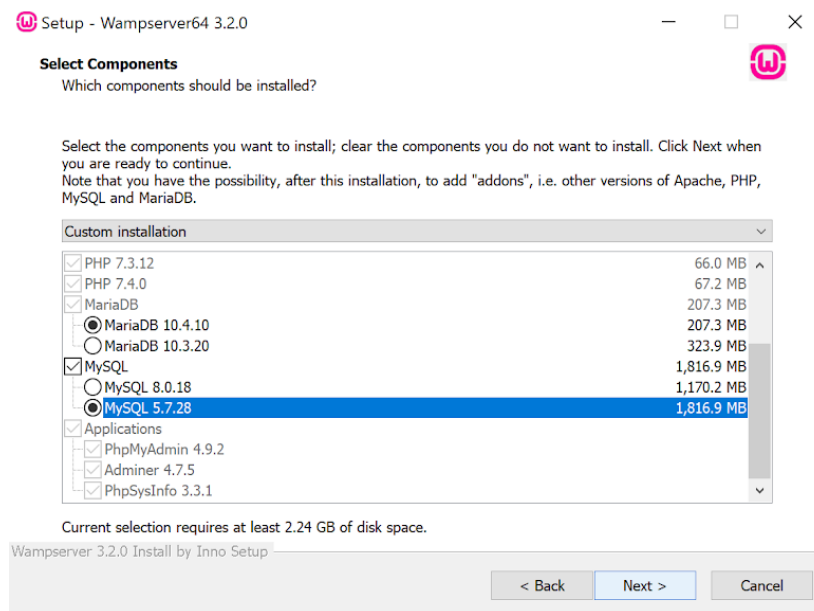 Setup - Wampserver64 3.2.0
Select Components
Which components should be installed?
Select the components you want to install; clear the components you do not want to install. Click Next when
you are ready to continue.
Note that you have the possibility, after this installation, to add "addons", i.e. other versions of Apache, PHP,
MySQL and MariaDB.
Custom installation
PHP 7.3.12 66.0 MB
PHP 7.4.0 67.2 MB
MariaDB 207.3 MB
MariaDB 10.4.10 207.3 MB
MariaDB 10.3.20 323.9 MB
MySQL 1,816.9 MB
MySQL 8.0.18 1,170.2 MB
MySQL 5.7.28 1,816.9 MB
Applications
PhpMyAdmin 4.9.2
Adminer 4.7.5
PhpSysInfo 3.3.1
Current selection requires at least 2.24 GB of disk space.
Wampserver 3.2.0 Install by Inno Setup
< Back Next > Cancel